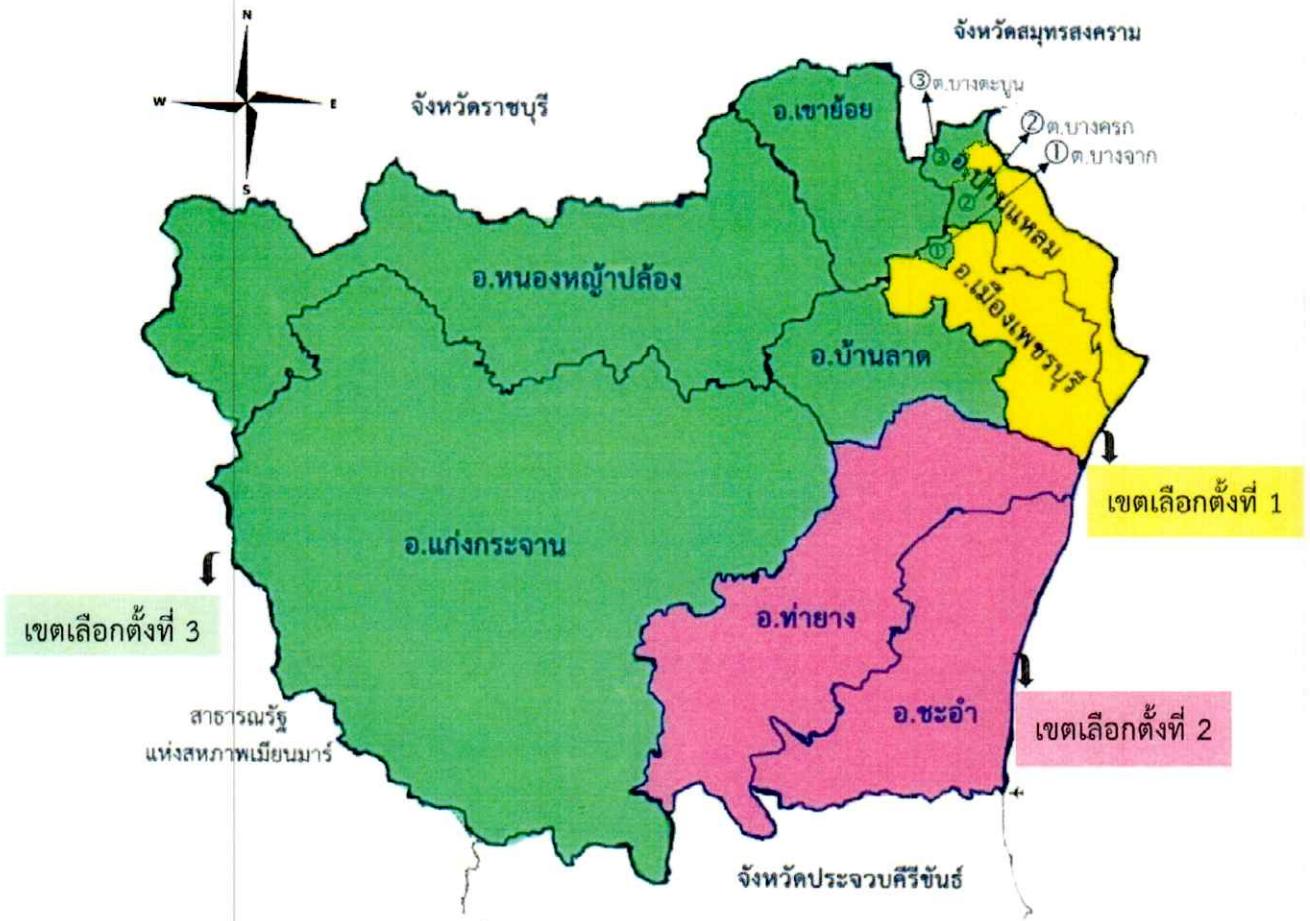 N
W
E
S
จังหวัดสมุทรสงคราม
จังหวัดราชบุรี
อ.เขาย้อย
③ต.บางตะบูน
②ต.บางครก
①ต.บางจาก
③
②
①
อ.บ้านแหลม
อ.เมืองเพชรบุรี
อ.หนองหญ้าปล้อง
อ.บ้านลาด
เขตเลือกตั้งที่ 1
อ.แก่งกระจาน
เขตเลือกตั้งที่ 3
อ.ท่ายาง
อ.ชะอำ
เขตเลือกตั้งที่ 2
สาธารณรัฐ
แห่งสหภาพเมียนมาร์
จังหวัดประจวบคีรีขันธ์